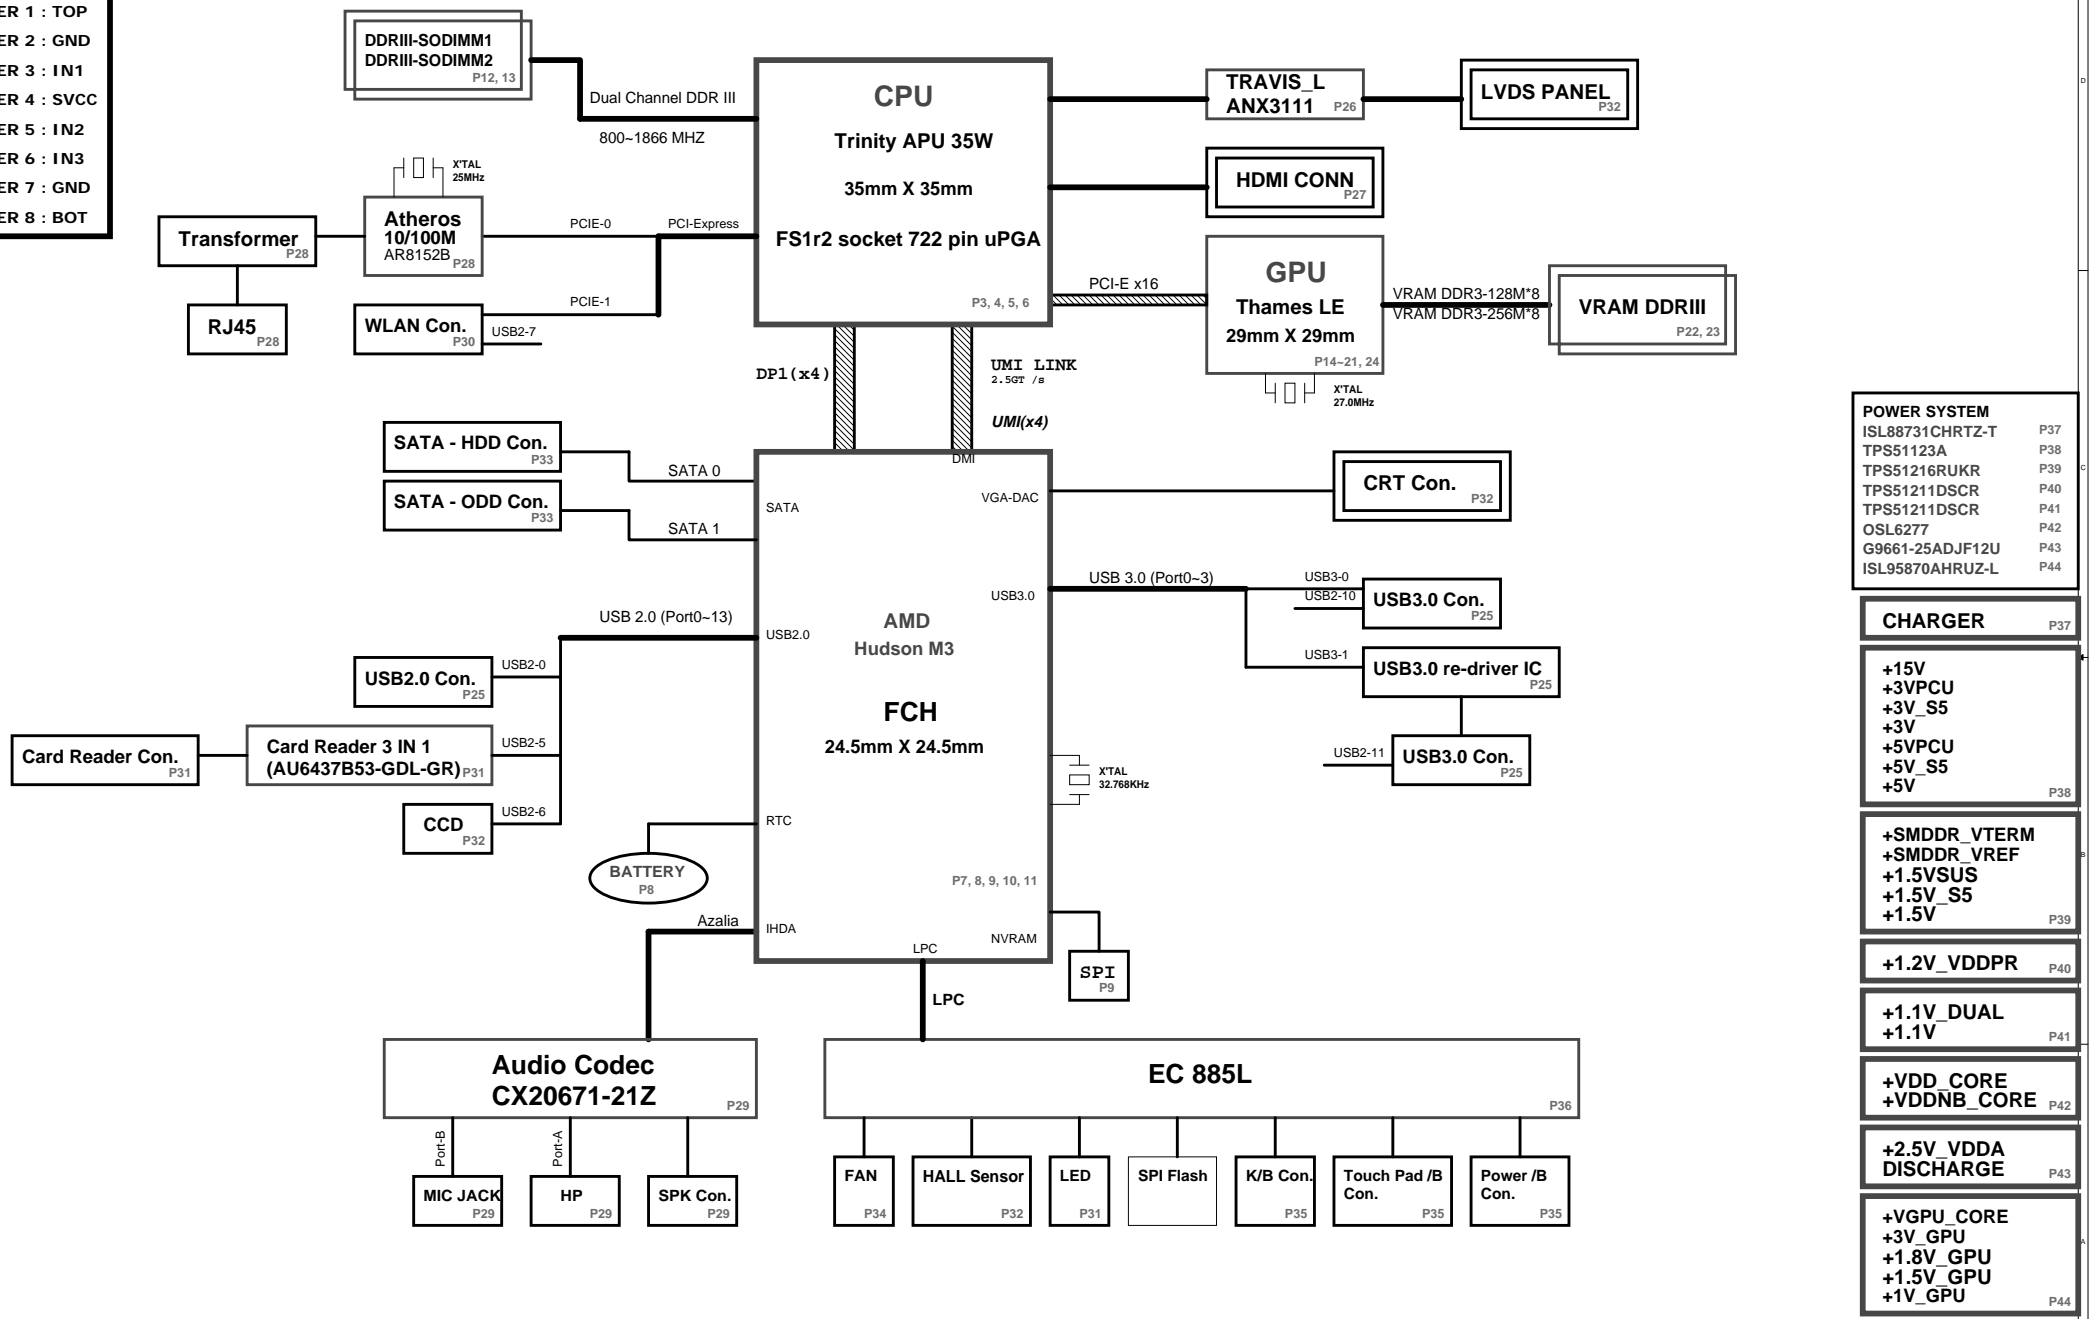 ER 1 : TOP
ER 2 : GND
ER 3 : IN1
ER 4 : SVCC
ER 5 : IN2
ER 6 : IN3
ER 7 : GND
ER 8 : BOT
DDRIII-SODIMM1
DDRIII-SODIMM2
P12, 13
Dual Channel DDR III
800~1866 MHZ
CPU
Trinity APU 35W
35mm X 35mm
FS1r2 socket 722 pin uPGA
P3, 4, 5, 6
TRAVIS_L
ANX3111 P26
LVDS PANEL
P32
HDMI CONN
P27
X'TAL
25MHz
Transformer
P28
Atheros
10/100M
AR8152B
P28
PCIE-0
PCI-Express
RJ45
P28
WLAN Con.
P30
PCIE-1
USB2-7
PCI-E x16
GPU
Thames LE
29mm X 29mm
P14~21, 24
VRAM DDR3-128M*8
VRAM DDR3-256M*8
VRAM DDRIII
P22, 23
X'TAL
27.0MHz
DP1(x4)
UMI LINK
2.5GT /s
UMI(x4)
SATA - HDD Con.
P33
SATA 0
SATA - ODD Con.
P33
SATA 1
DMI
SATA
VGA-DAC
CRT Con.
P32
USB 2.0 (Port0~13)
USB2.0
USB3.0
AMD
Hudson M3
FCH
24.5mm X 24.5mm
P7, 8, 9, 10, 11
USB 3.0 (Port0~3)
USB3-0
USB2-10
USB3.0 Con.
P25
USB3-1
USB3.0 re-driver IC
P25
USB2-11
USB3.0 Con.
P25
USB2.0 Con.
P25
USB2-0
Card Reader Con.
P31
Card Reader 3 IN 1
(AU6437B53-GDL-GR) P31
USB2-5
CCD
P32
USB2-6
X'TAL
32.768KHz
RTC
BATTERY
P8
Azalia
IHDA
LPC
NVRAM
SPI
P9
LPC
Audio Codec
CX20671-21Z
P29
Port-B
Port-A
MIC JACK
P29
HP
P29
SPK Con.
P29
EC 885L
P36
FAN
P34
HALL Sensor
P32
LED
P31
SPI Flash
K/B Con.
P35
Touch Pad /B
Con.
P35
Power /B
Con.
P35
POWER SYSTEM
ISL88731CHRTZ-T P37
TPS51123A P38
TPS51216RUKR P39
TPS51211DSCR P40
TPS51211DSCR P41
OSL6277 P42
G9661-25ADJF12U P43
ISL95870AHRUZ-L P44
CHARGER P37
+15V
+3VPCU
+3V_S5
+3V
+5VPCU
+5V_S5
+5V
P38
+SMDDR_VTERM
+SMDDR_VREF
+1.5VSUS
+1.5V_S5
+1.5V
P39
+1.2V_VDDPR P40
+1.1V_DUAL
+1.1V
P41
+VDD_CORE
+VDDNB_CORE P42
+2.5V_VDDA
DISCHARGE P43
+VGPU_CORE
+3V_GPU
+1.8V_GPU
+1.5V_GPU
+1V_GPU
P44
D
C
B
A